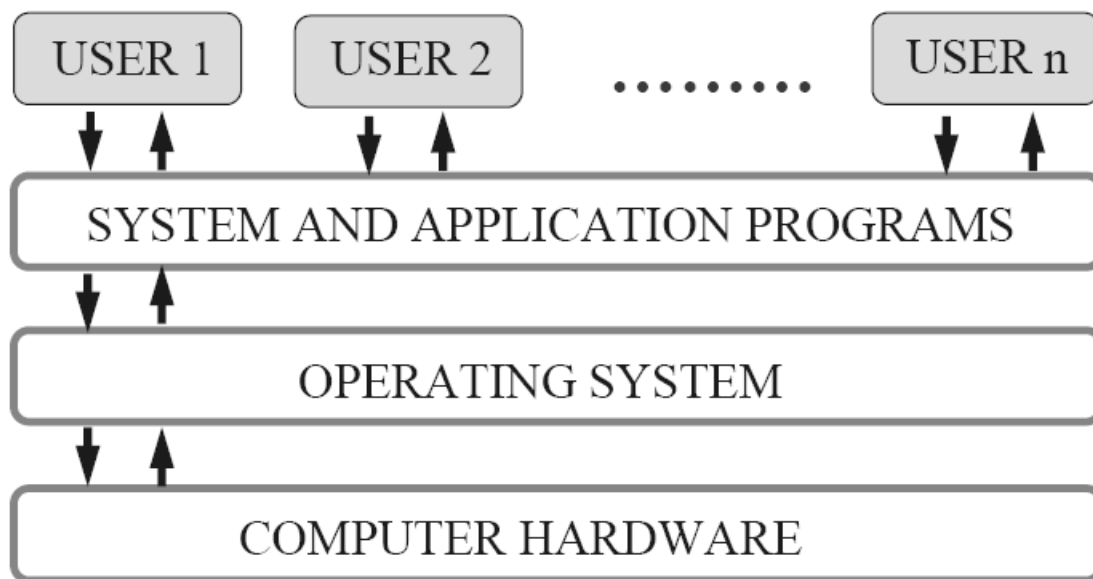 USER 1
USER 2
.........
USER n
SYSTEM AND APPLICATION PROGRAMS
OPERATING SYSTEM
COMPUTER HARDWARE